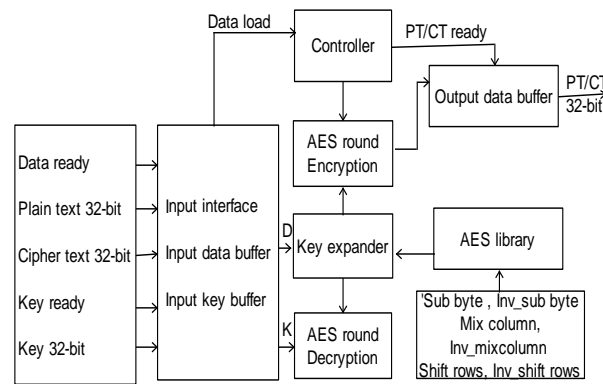 Data load
Controller
PT/CT ready
Output data buffer
PT/CT
32-bit
Data ready
Plain text 32-bit
Cipher text 32-bit
Key ready
Key 32-bit
Input interface
Input data buffer
Input key buffer
D
K
AES round
Encryption
Key expander
AES round
Decryption
AES library
'Sub byte , Inv_sub byte
Mix column,
Inv_mixcolumn
Shift rows, Inv_shift rows